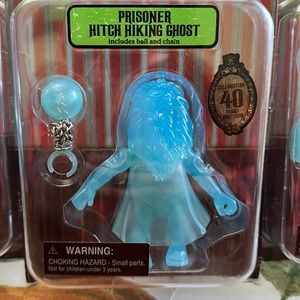 PRISONER
HITCH HIKING GHOST
includes ball and chain
CELEBRATING
40
YEARS
WARNING:
CHOKING HAZARD - Small parts.
Not for children under 3 years.